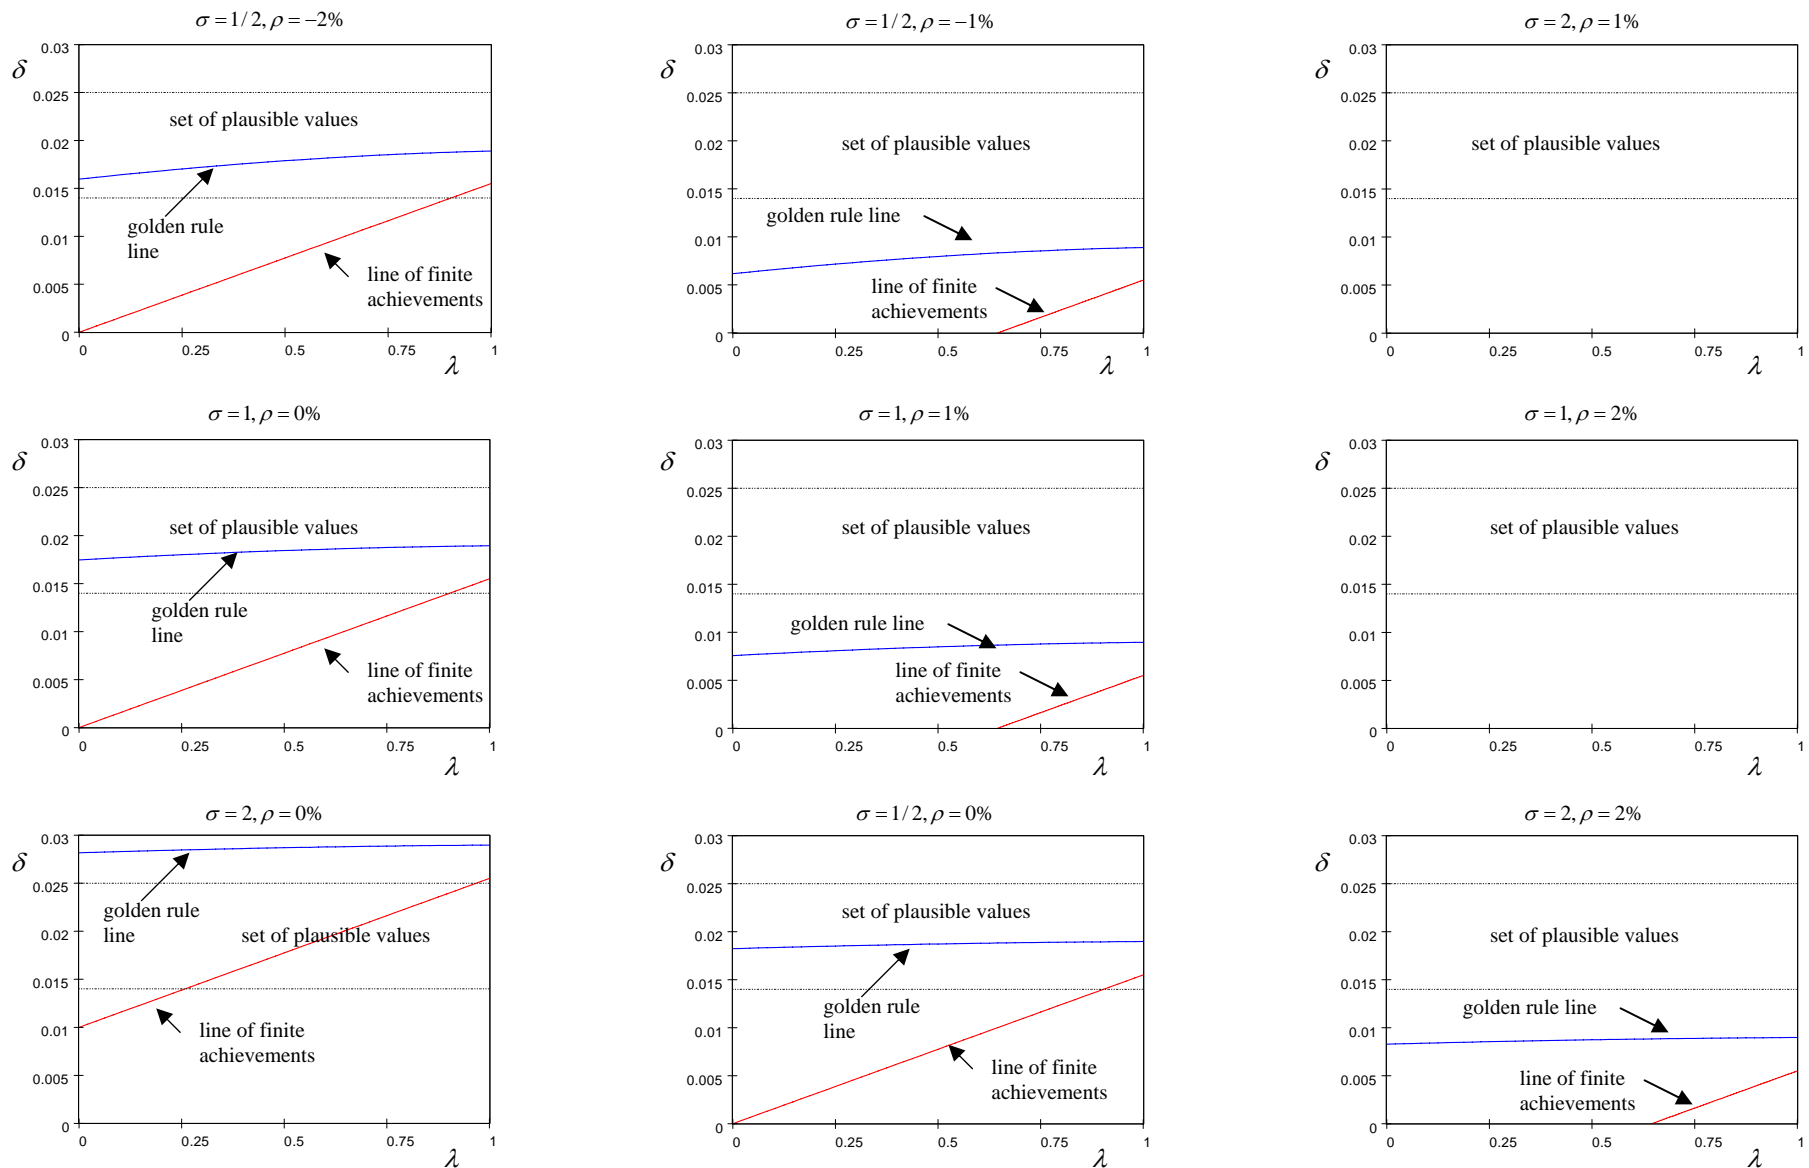 σ = 1/2, ρ = −2%
0.03
δ
0.025
set of plausible values
0.02
0.015
golden rule
line
0.01
line of finite
achievements
0.005
0
0 0.25 0.5 0.75 1
λ
σ = 1/2, ρ = −1%
0.03
δ
0.025
set of plausible values
0.02
0.015
golden rule line
0.01
line of finite
achievements
0.005
0
0 0.25 0.5 0.75 1
λ
σ = 2, ρ = 1%
0.03
δ
0.025
set of plausible values
0.02
0.015
0.01
0.005
0
0 0.25 0.5 0.75 1
λ
σ = 1, ρ = 0%
0.03
δ
0.025
set of plausible values
0.02
0.015
golden rule
line
0.01
line of finite
achievements
0.005
0
0 0.25 0.5 0.75 1
λ
σ = 1, ρ = 1%
0.03
δ
0.025
set of plausible values
0.02
0.015
golden rule line
0.01
line of finite
achievements
0.005
0
0 0.25 0.5 0.75 1
λ
σ = 1, ρ = 2%
0.03
δ
0.025
set of plausible values
0.02
0.015
0.01
0.005
0
0 0.25 0.5 0.75 1
λ
σ = 2, ρ = 0%
0.03
δ
0.025
golden rule
line
set of plausible values
0.02
0.015
0.01
line of finite
achievements
0.005
0
0 0.25 0.5 0.75 1
λ
σ = 1/2, ρ = 0%
0.03
δ
0.025
set of plausible values
0.02
0.015
golden rule
line
0.01
line of finite
achievements
0.005
0
0 0.25 0.5 0.75 1
λ
σ = 2, ρ = 2%
0.03
δ
0.025
set of plausible values
0.02
0.015
golden rule line
0.01
line of finite
achievements
0.005
0
0 0.25 0.5 0.75 1
λ